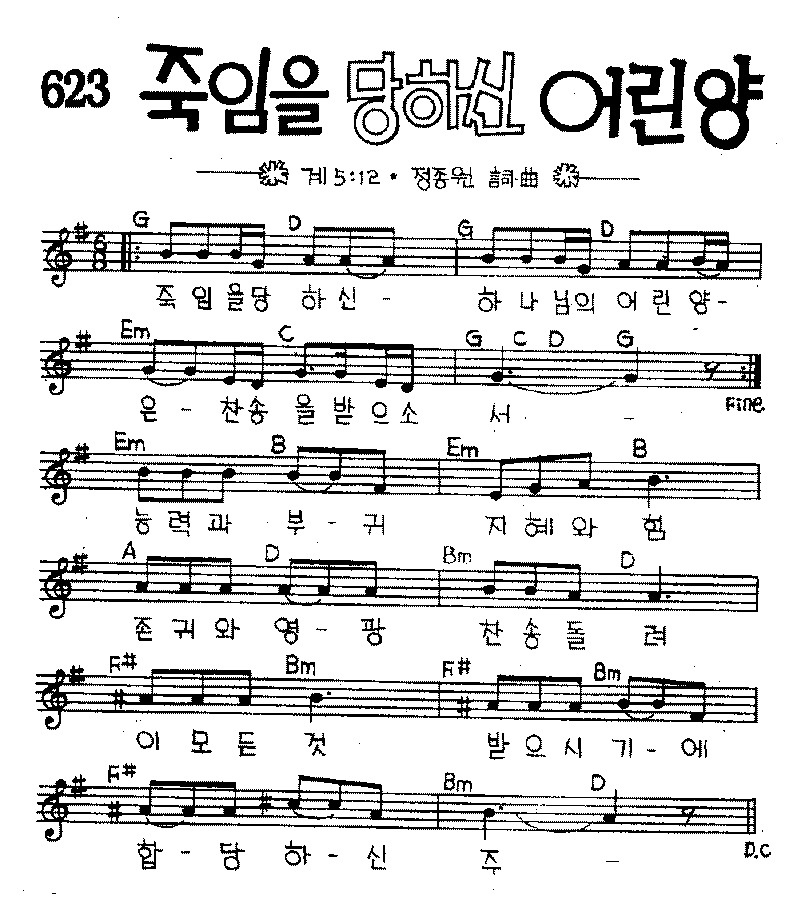 623 죽임을 당하신 어린양
계 5:12 • 정종원 詞·曲
G D G D
죽 임 을 당 하 신 - 하 나 님 의 어 린 양 -
Em C G C D G
은 - 찬 송 을 받 으 소 서 -
Fine.
Em B Em B
능 력 과 부 - 귀 지 혜 와 힘
A D Bm D
존 귀 와 영 - 광 찬 송 돌 려
F# Bm F# Bm
이 모 든 것 받 으 시 기 - 에
F# Bm D
합 - 당 하 - 신 주 -
D.C